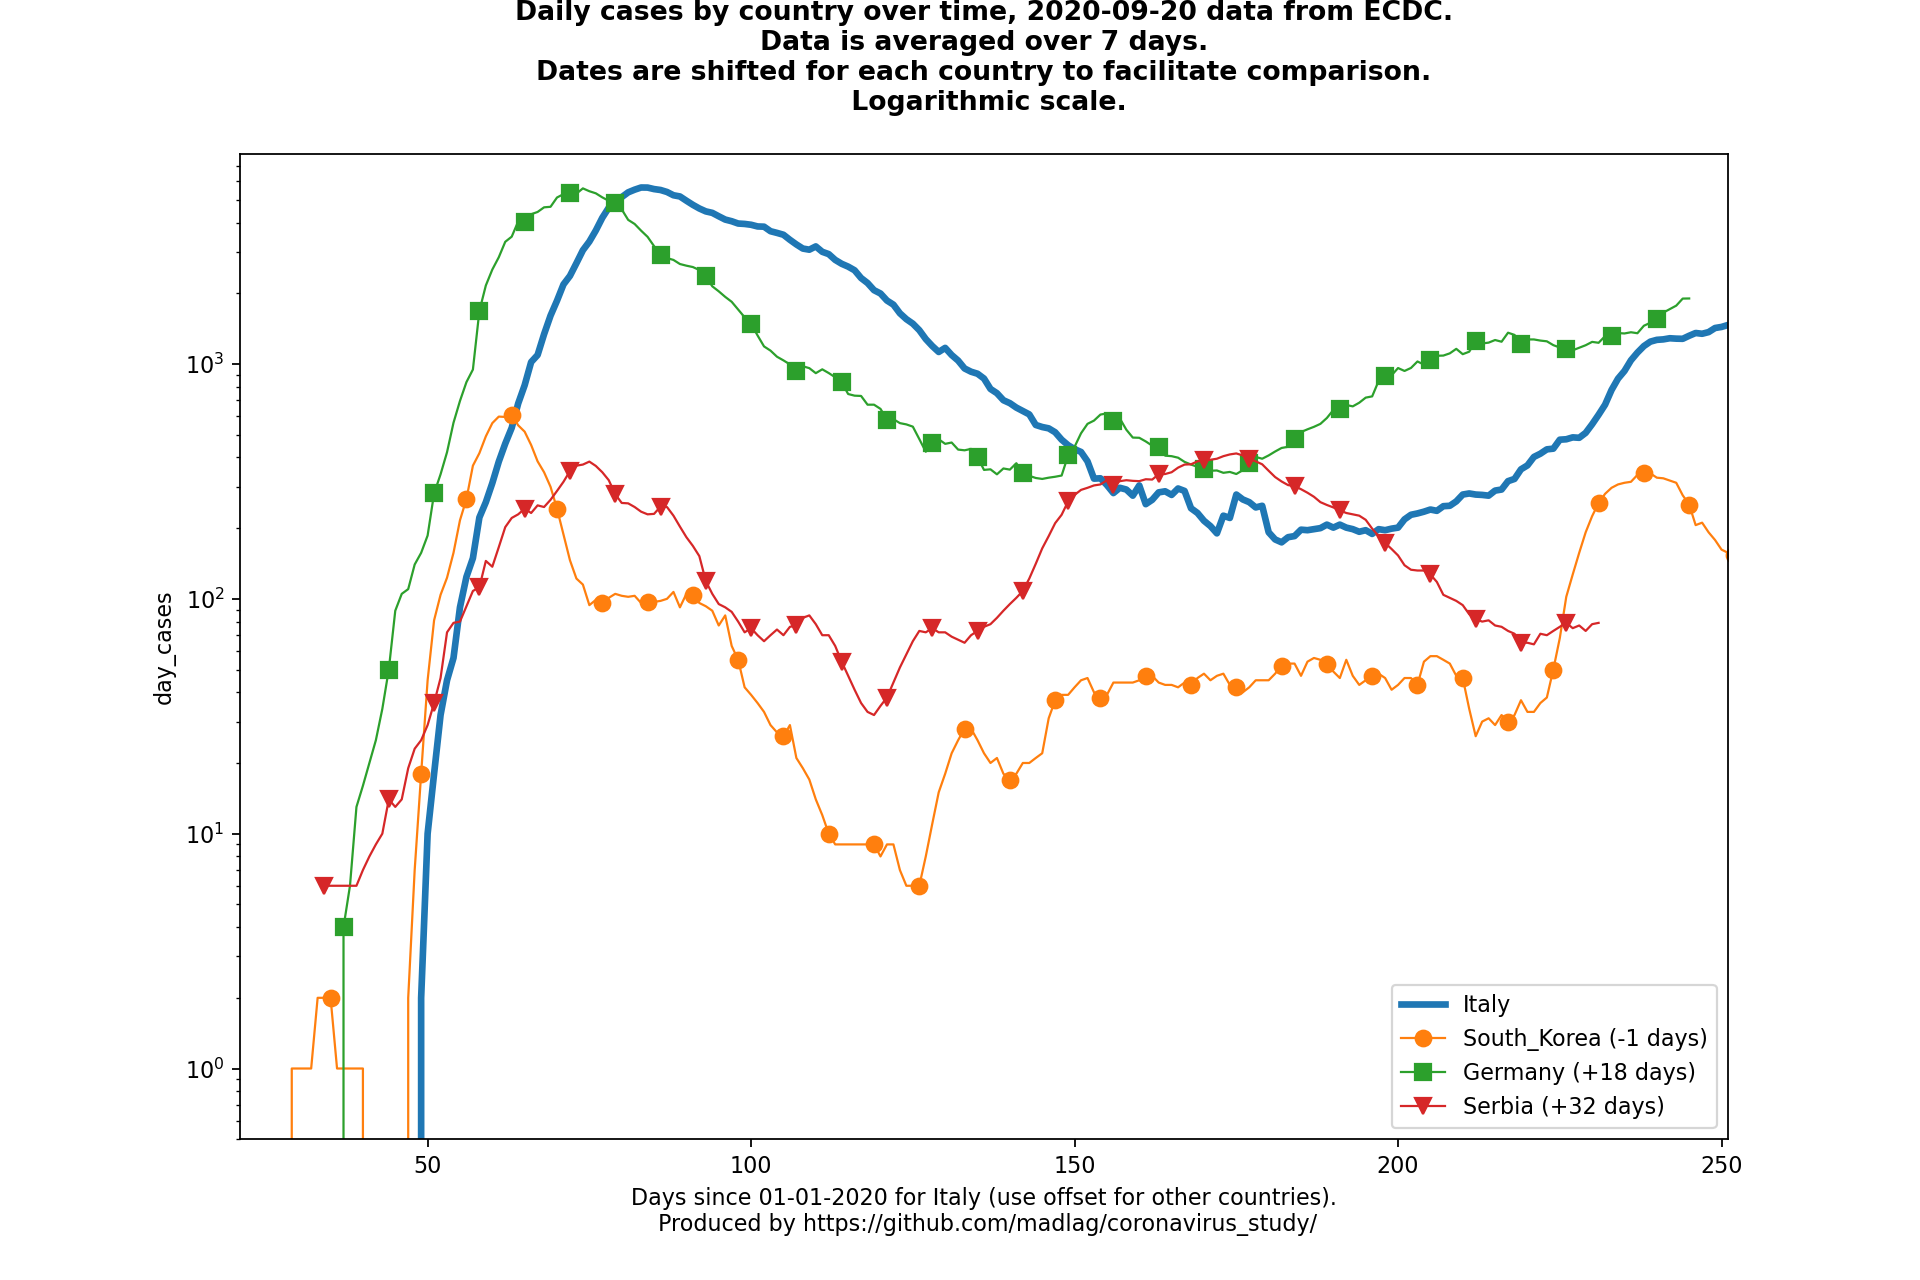 Daily cases by country over time, 2020-09-20 data from ECDC.
Data is averaged over 7 days.
Dates are shifted for each country to facilitate comparison.
Logarithmic scale.
day_cases
10³
10²
10¹
10⁰
Italy
South_Korea (-1 days)
Germany (+18 days)
Serbia (+32 days)
50
100
150
200
250
Days since 01-01-2020 for Italy (use offset for other countries).
Produced by https://github.com/madlag/coronavirus_study/